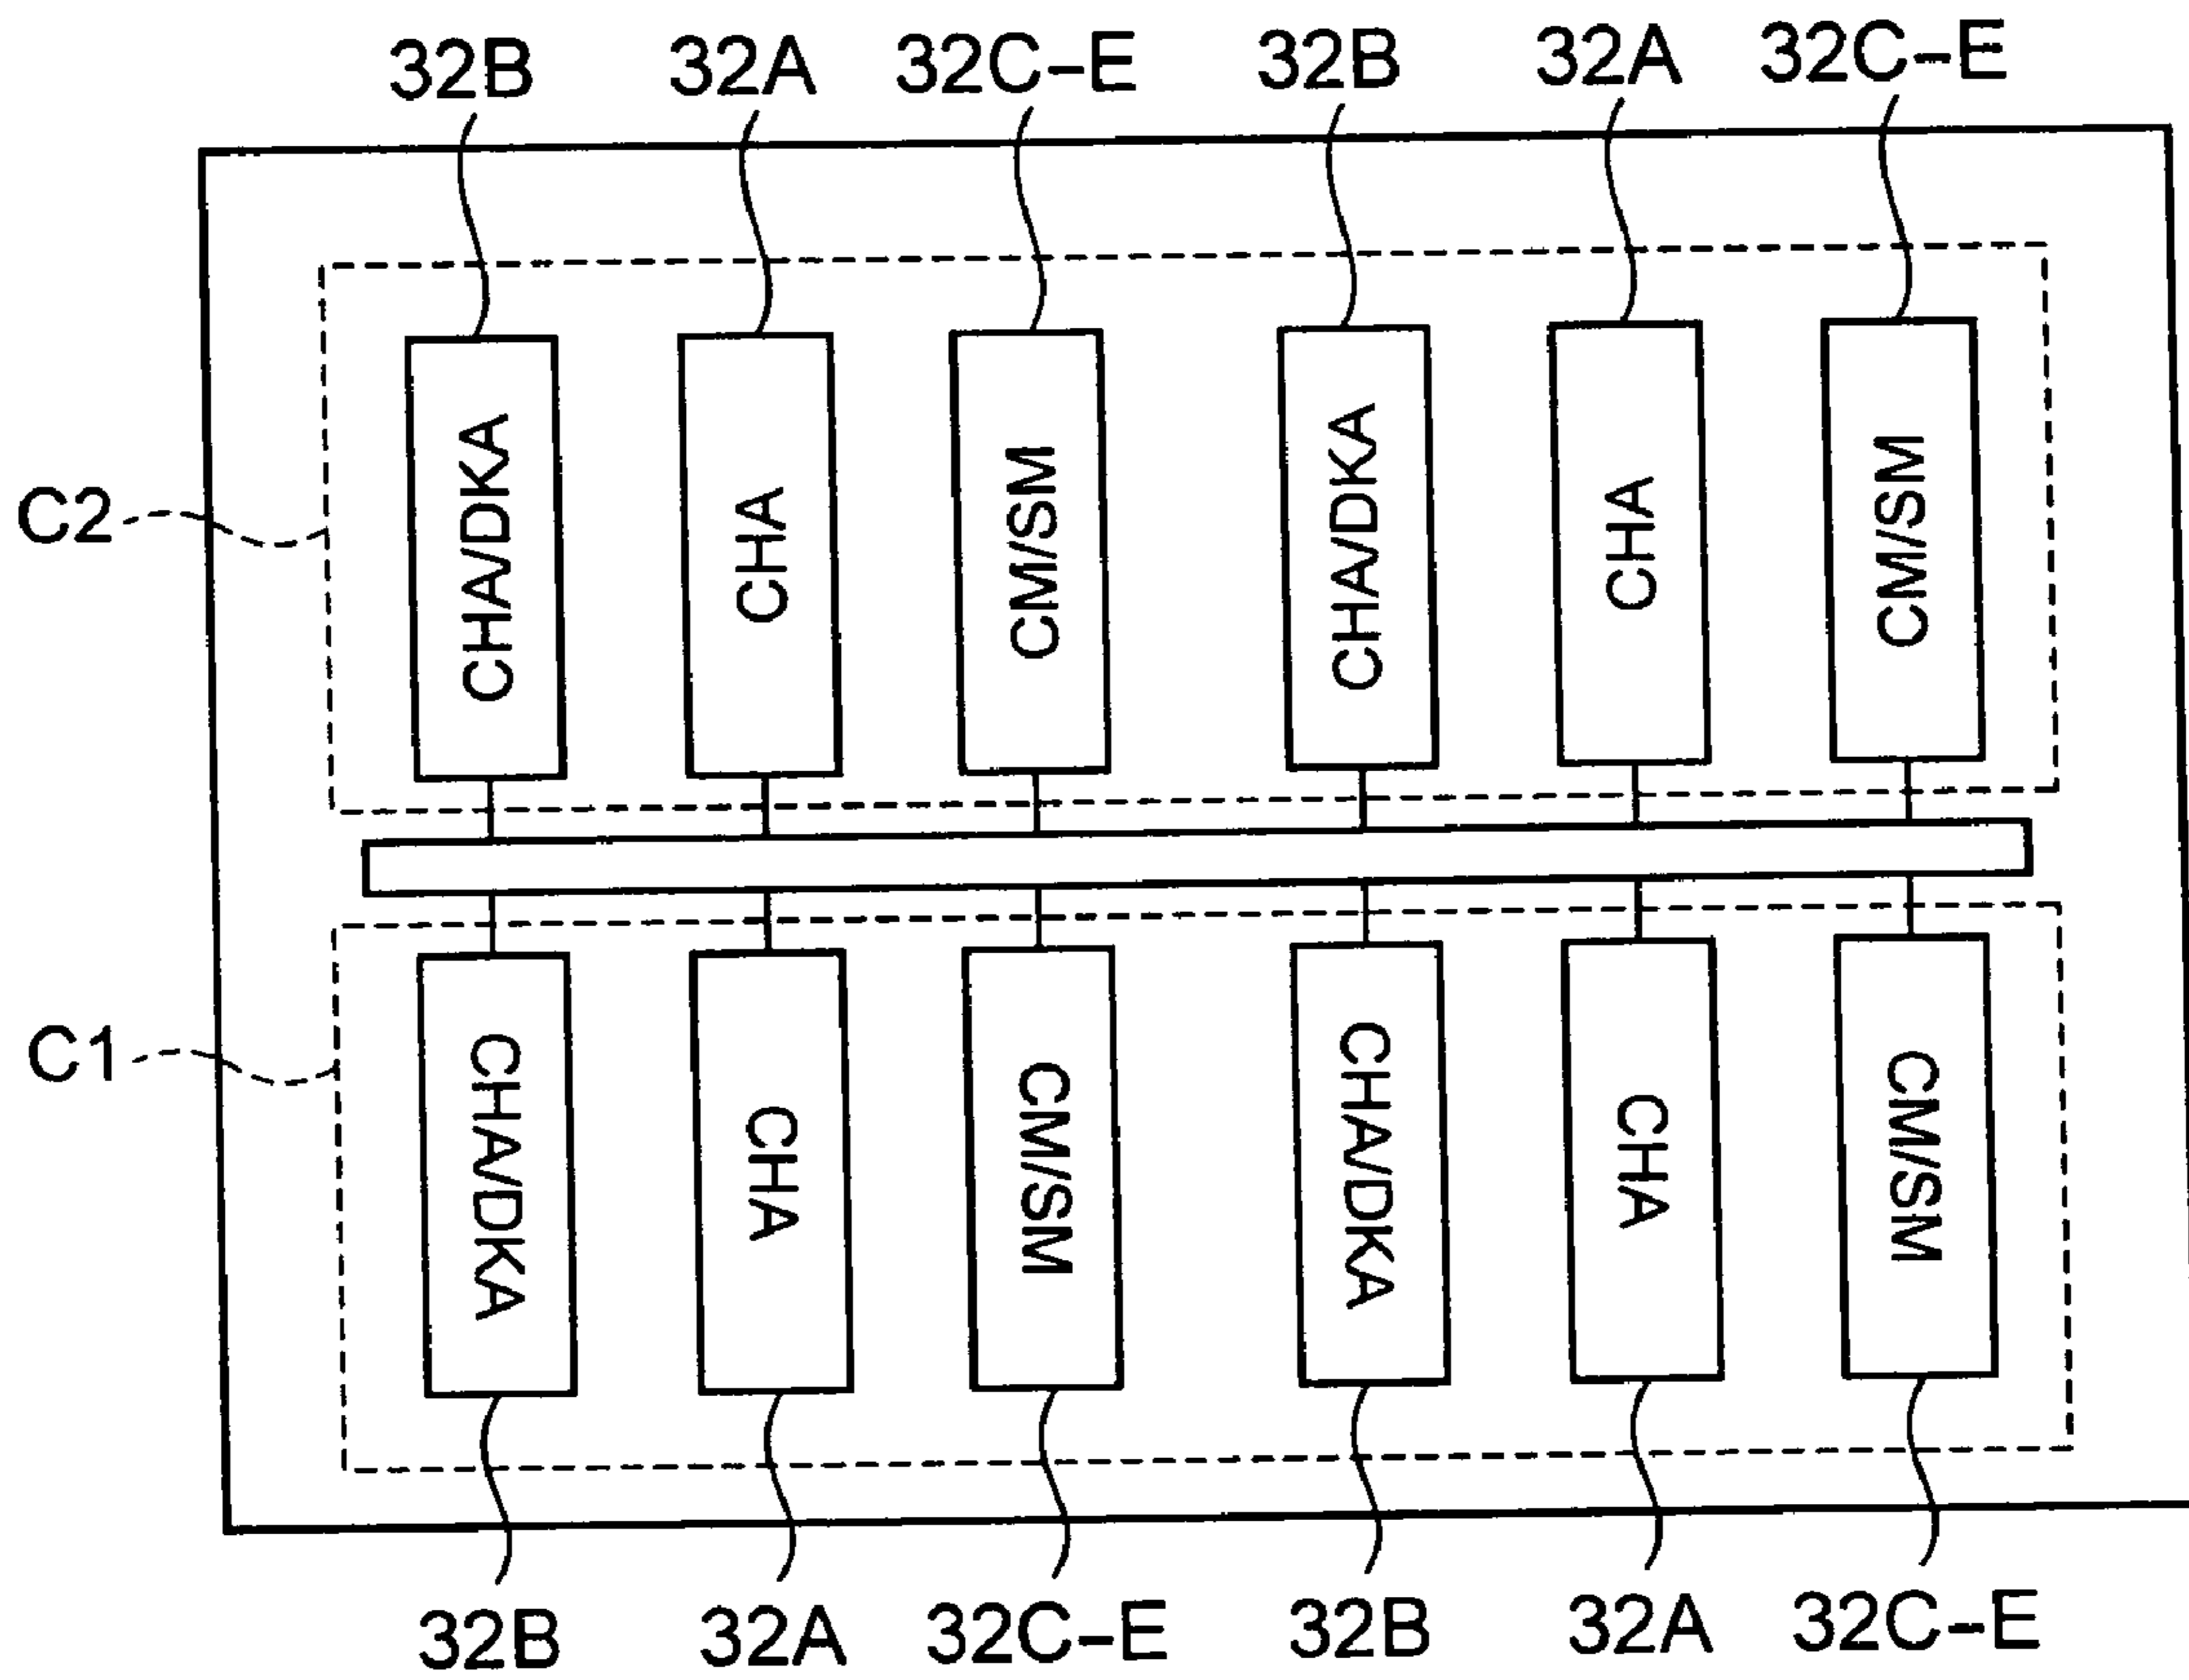 32B 32A 32C-E 32B 32A 32C-E
C2
CHA/DKA CHA CM/SM CHA/DKA CHA CM/SM
C1
CHA/DKA CHA CM/SM CHA/DKA CHA CM/SM
32B 32A 32C-E 32B 32A 32C-E